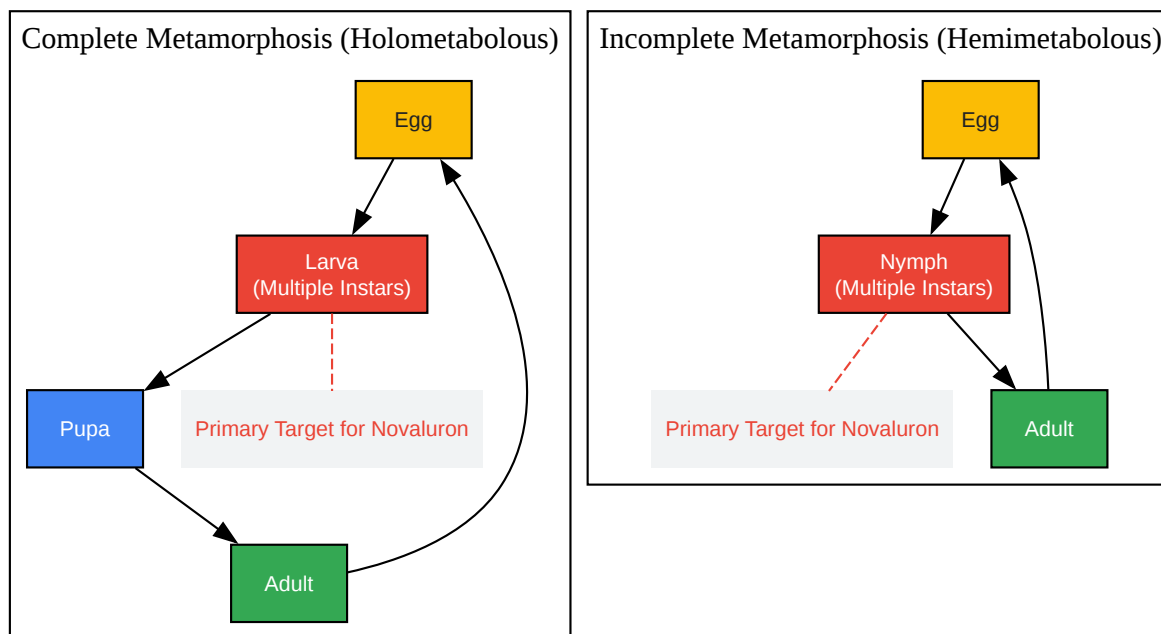 Complete Metamorphosis (Holometabolous)
Egg
Larva
(Multiple Instars)
Pupa
Primary Target for Novaluron
Adult
Incomplete Metamorphosis (Hemimetabolous)
Egg
Nymph
(Multiple Instars)
Primary Target for Novaluron
Adult